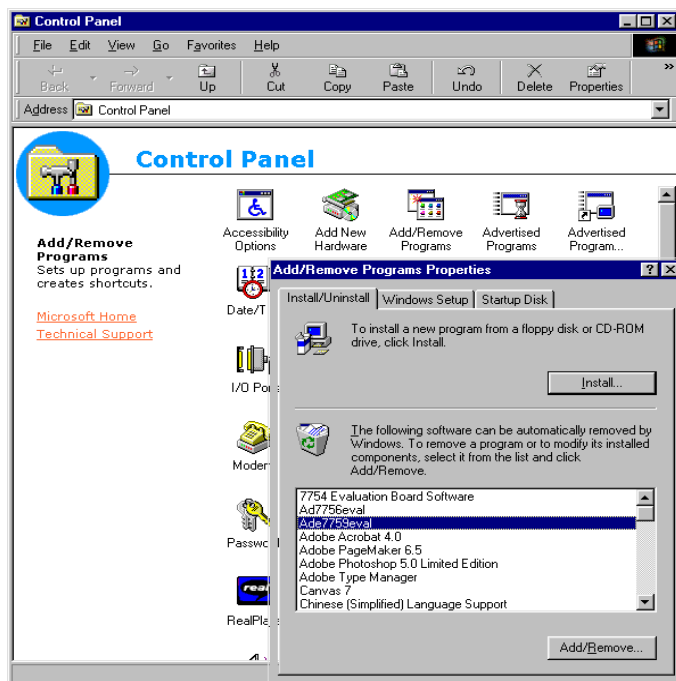 Control Panel
File Edit View Go Favorites Help
Back Forward Up Cut Copy Paste Undo Delete Properties »
Address Control Panel
Control Panel
Add/Remove
Programs
Sets up programs and
creates shortcuts.
Microsoft Home
Technical Support
Accessibility
Options
Add New
Hardware
Add/Remove
Programs
Advertised
Programs
Advertised
Program...
Date/T
I/O Por
Modem
Passwo
real
RealPla
Add/Remove Programs Properties
Install/Uninstall Windows Setup Startup Disk
To install a new program from a floppy disk or CD-ROM
drive, click Install.
Install...
The following software can be automatically removed by
Windows. To remove a program or to modify its installed
components, select it from the list and click
Add/Remove.
7754 Evaluation Board Software
Ad7756eval
Ade7759eval
Adobe Acrobat 4.0
Adobe PageMaker 6.5
Adobe Photoshop 5.0 Limited Edition
Adobe Type Manager
Canvas 7
Chinese (Simplified) Language Support
Add/Remove...